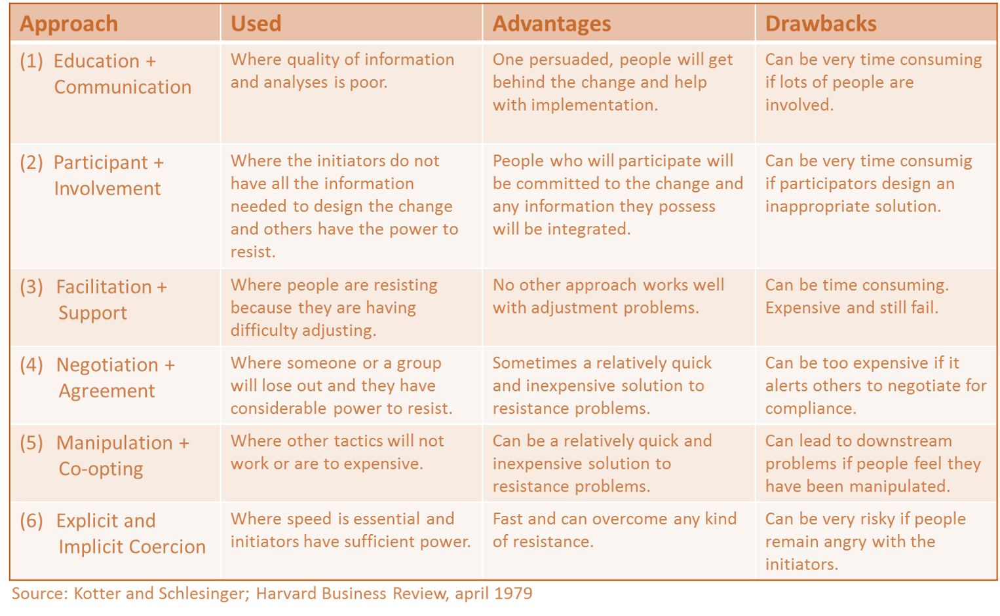 Approach
Used
Advantages
Drawbacks
(1) Education +
Communication
Where quality of information
and analyses is poor.
One persuaded, people will get
behind the change and help
with implementation.
Can be very time consuming
if lots of people are
involved.
(2) Participant +
Involvement
Where the initiators do not
have all the information
needed to design the change
and others have the power to
resist.
People who will participate will
be committed to the change and
any information they possess
will be integrated.
Can be very time consumig
if participators design an
inappropriate solution.
(3) Facilitation +
Support
Where people are resisting
because they are having
difficulty adjusting.
No other approach works well
with adjustment problems.
Can be time consuming.
Expensive and still fail.
(4) Negotiation +
Agreement
Where someone or a group
will lose out and they have
considerable power to resist.
Sometimes a relatively quick
and inexpensive solution to
resistance problems.
Can be too expensive if it
alerts others to negotiate for
compliance.
(5) Manipulation +
Co-opting
Where other tactics will not
work or are to expensive.
Can be a relatively quick and
inexpensive solution to
resistance problems.
Can lead to downstream
problems if people feel they
have been manipulated.
(6) Explicit and
Implicit Coercion
Where speed is essential and
initiators have sufficient power.
Fast and can overcome any kind
of resistance.
Can be very risky if people
remain angry with the
initiators.
Source: Kotter and Schlesinger; Harvard Business Review, april 1979